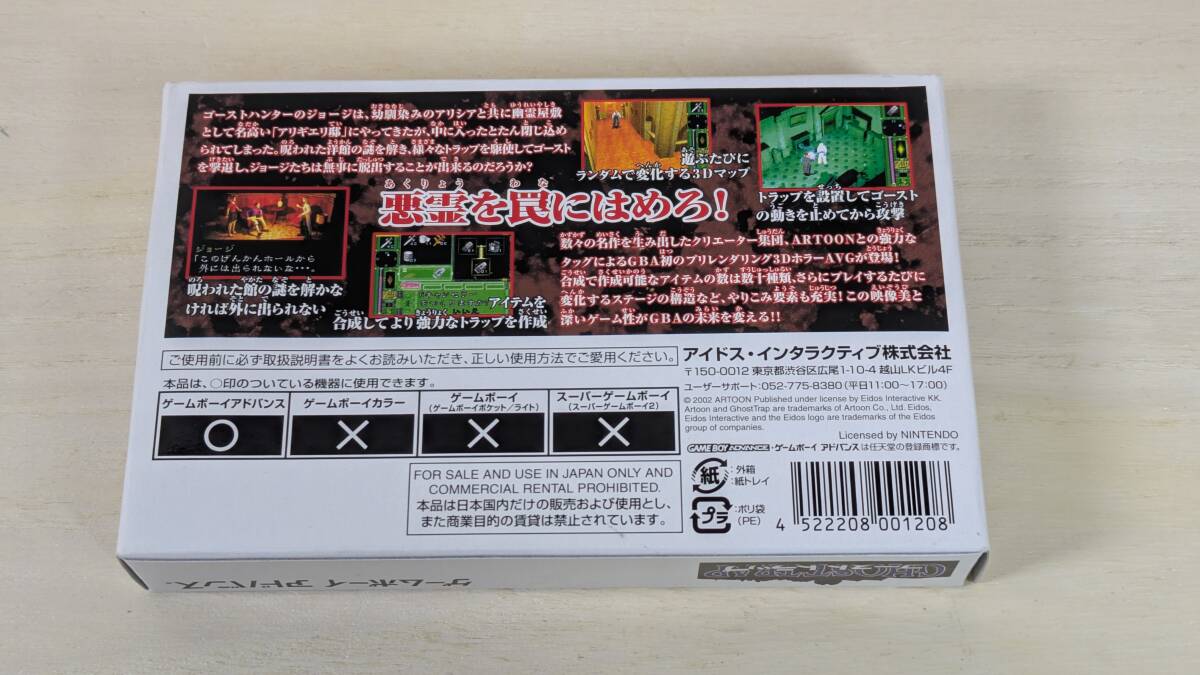 ゴーストハンターのジョージは、幼馴染みのアリシアと共に幽霊屋敷
として名高い「アリギエリ邸」にやってきたが、中に入ったとたん閉じ込め
られてしまった。呪われた洋館の謎を解き、様々なトラップを駆使してゴースト
を撃退し、ジョージたちは無事に脱出することが出来るのだろうか?
遊ぶたびに
ランダムで変化する3Dマップ
トラップを設置してゴースト
の動きを止めてから攻撃
悪霊を罠にはめろ!
ジョージ
「このげんかんホールから
外には出られないな・・・。
呪われた館の謎を解かな
ければ外に出られない
アイテムを
合成してより強力なトラップを作成
数々の名作を生み出したクリエーター集団、ARTOONとの強力な
タッグによるGBA初のプリレンダリング3DホラーAVGが登場!
合成で作成可能なアイテムの数は数十種類、さらにプレイするたびに
変化するステージの構造など、やりこみ要素も充実!この映像美と
深いゲーム性がGBAの未来を変える!!
ご使用前に必ず取扱説明書をよくお読みいただき、正しい使用方法でご愛用ください。
本品は、○印のついている機器に使用できます。
ゲームボーイアドバンス
ゲームボーイカラー
ゲームボーイ
(ゲームボーイポケット/ライト)
スーパーゲームボーイ
(スーパーゲームボーイ2)
○ × × ×
FOR SALE AND USE IN JAPAN ONLY AND
COMMERCIAL RENTAL PROHIBITED.
本品は日本国内だけの販売および使用とし、
また商業目的の賃貸は禁止されています。
アイドス・インタラクティブ株式会社
〒150-0012 東京都渋谷区広尾1-10-4 越山LKビル4F
ユーザーサポート:052-775-8380(平日11:00~17:00)
© 2002 ARTOON Published under license by Eidos Interactive KK.
Artoon and GhostTrap are trademarks of Artoon Co., Ltd. Eidos,
Eidos Interactive and the Eidos logo are trademarks of the Eidos
group of companies.
Licensed by NINTENDO
GAME BOY ADVANCE・ゲームボーイ アドバンスは任天堂の登録商標です。
紙
:外箱
:紙トレイ
プラ
:ポリ袋
(PE)
4 522208 001208
ゲームボーイ アドバンス